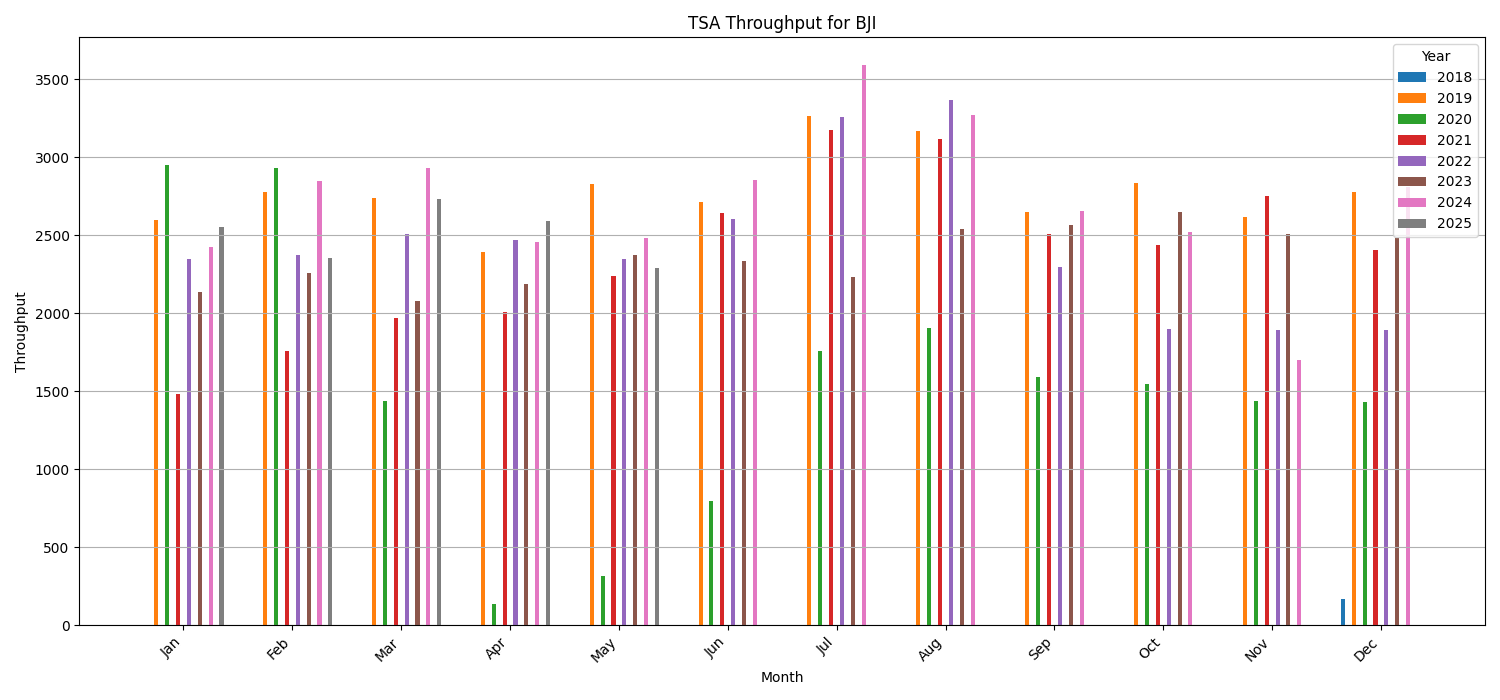 TSA Throughput for BJI
Year
2018
2019
2020
2021
2022
2023
2024
2025
Throughput
3500
3000
2500
2000
1500
1000
500
0
Jan
Feb
Mar
Apr
May
Jun
Jul
Aug
Sep
Oct
Nov
Dec
Month